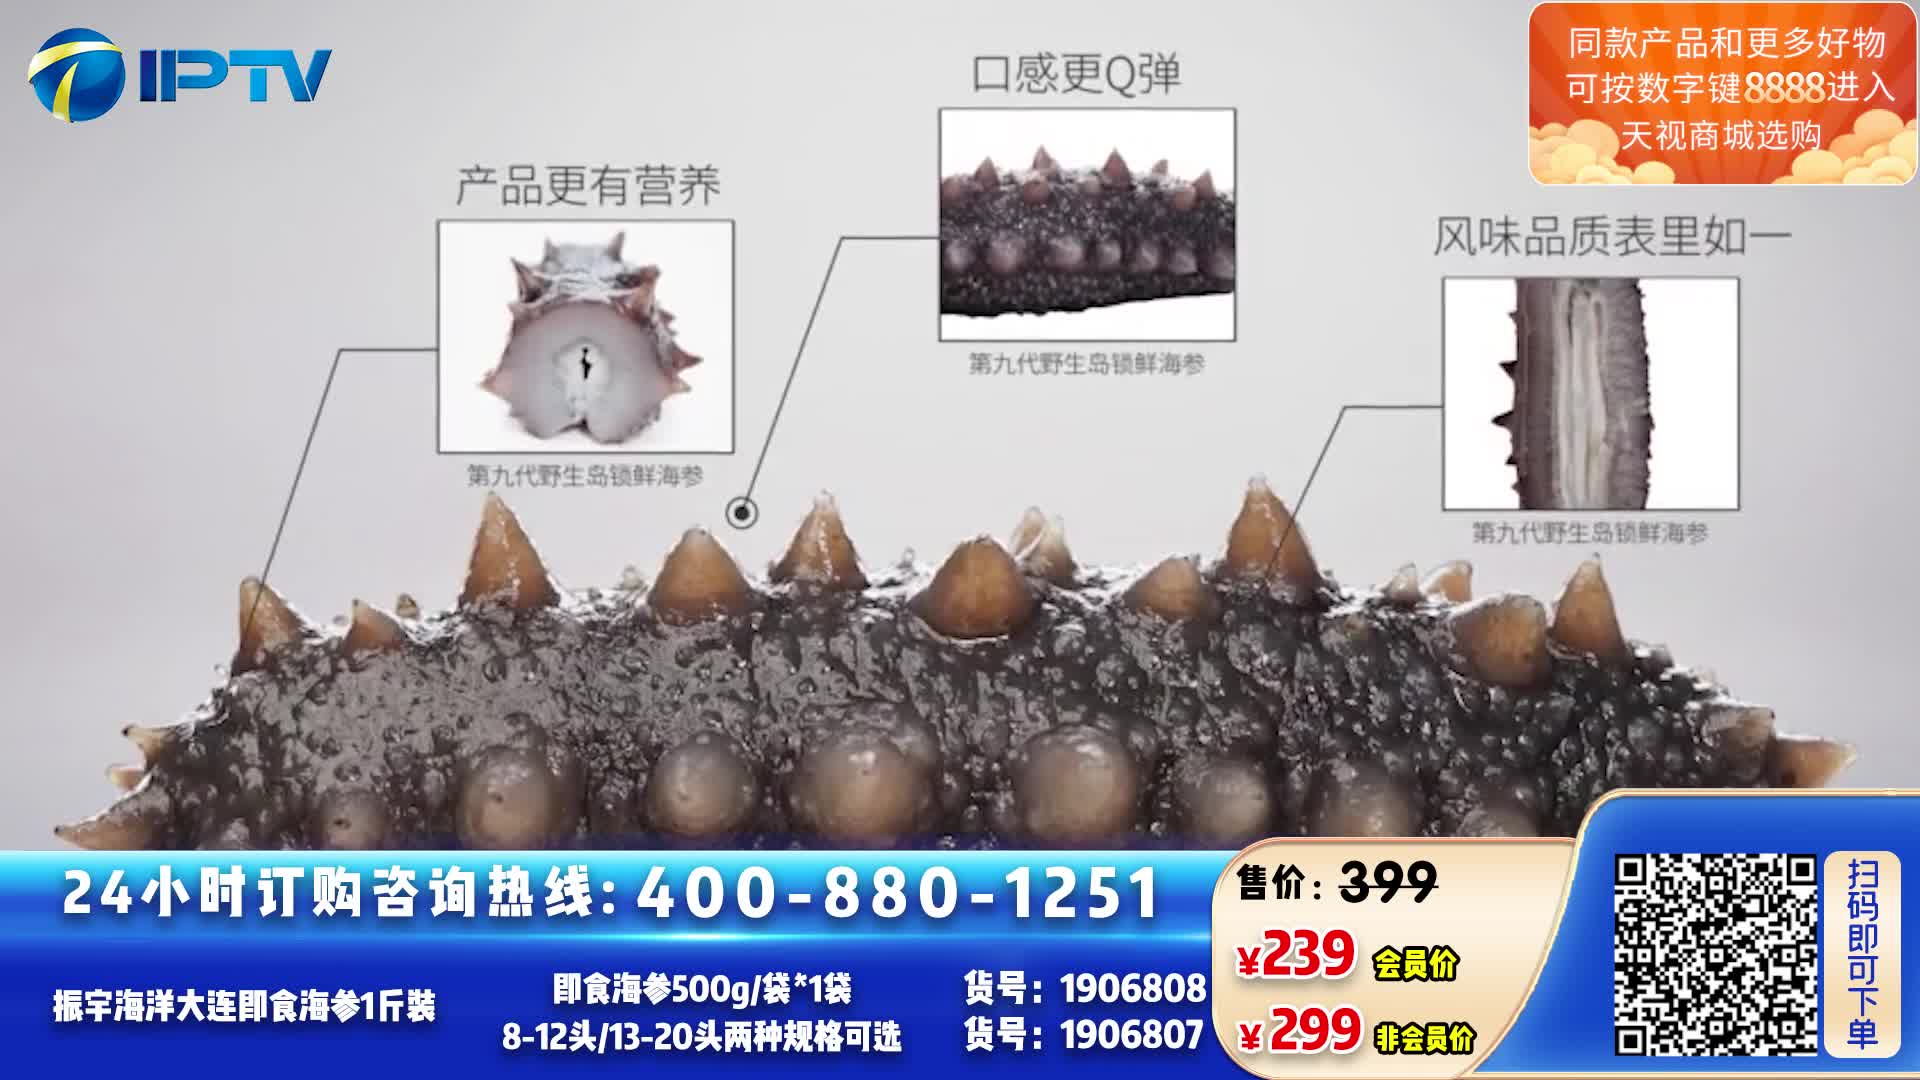 IPTV
同款产品和更多好物
可按数字键8888进入
天视商城选购
口感更Q弹
第九代野生岛锁鲜海参
产品更有营养
第九代野生岛锁鲜海参
风味品质表里如一
第九代野生岛锁鲜海参
24小时订购咨询热线:400-880-1251
振宇海洋大连即食海参1斤装
即食海参500g/袋*1袋
8-12头/13-20头两种规格可选
货号：1906808
货号：1906807
售价：399
¥239 会员价
¥299 非会员价
扫码即可下单